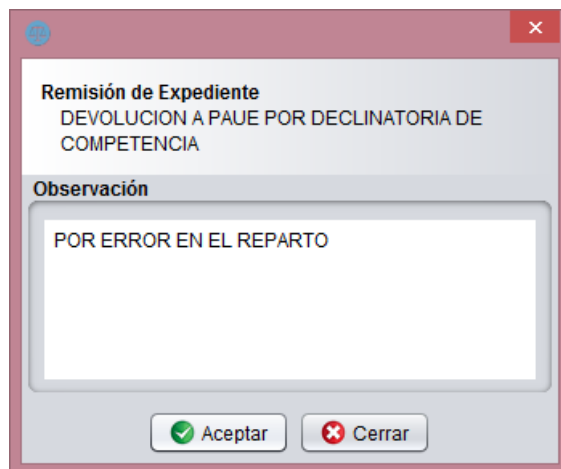 Remisión de Expediente
DEVOLUCION A PAUE POR DECLINATORIA DE
COMPETENCIA
Observación
POR ERROR EN EL REPARTO
Aceptar
Cerrar